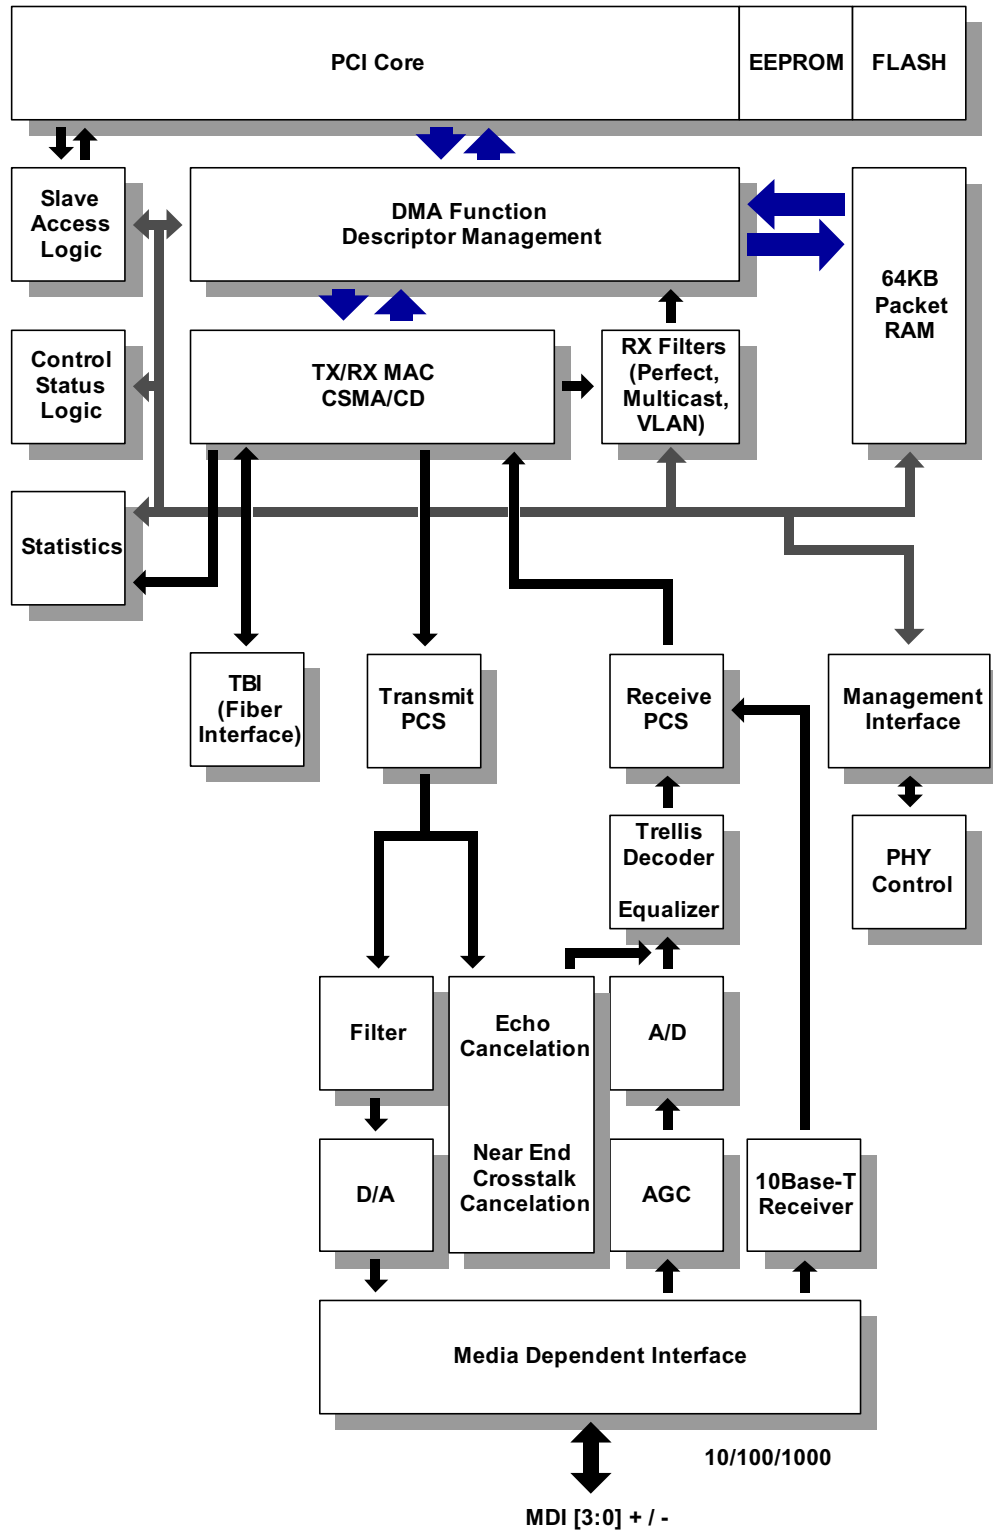 PCI Core
EEPROM
FLASH
Slave
Access
Logic
DMA Function
Descriptor Management
64KB
Packet
RAM
Control
Status
Logic
TX/RX MAC
CSMA/CD
RX Filters
(Perfect,
Multicast,
VLAN)
Statistics
TBI
(Fiber
Interface)
Transmit
PCS
Receive
PCS
Management
Interface
Trellis
Decoder
Equalizer
PHY
Control
Filter
Echo
Cancelation
A/D
D/A
Near End
Crosstalk
Cancelation
AGC
10Base-T
Receiver
Media Dependent Interface
10/100/1000
MDI [3:0] + / -